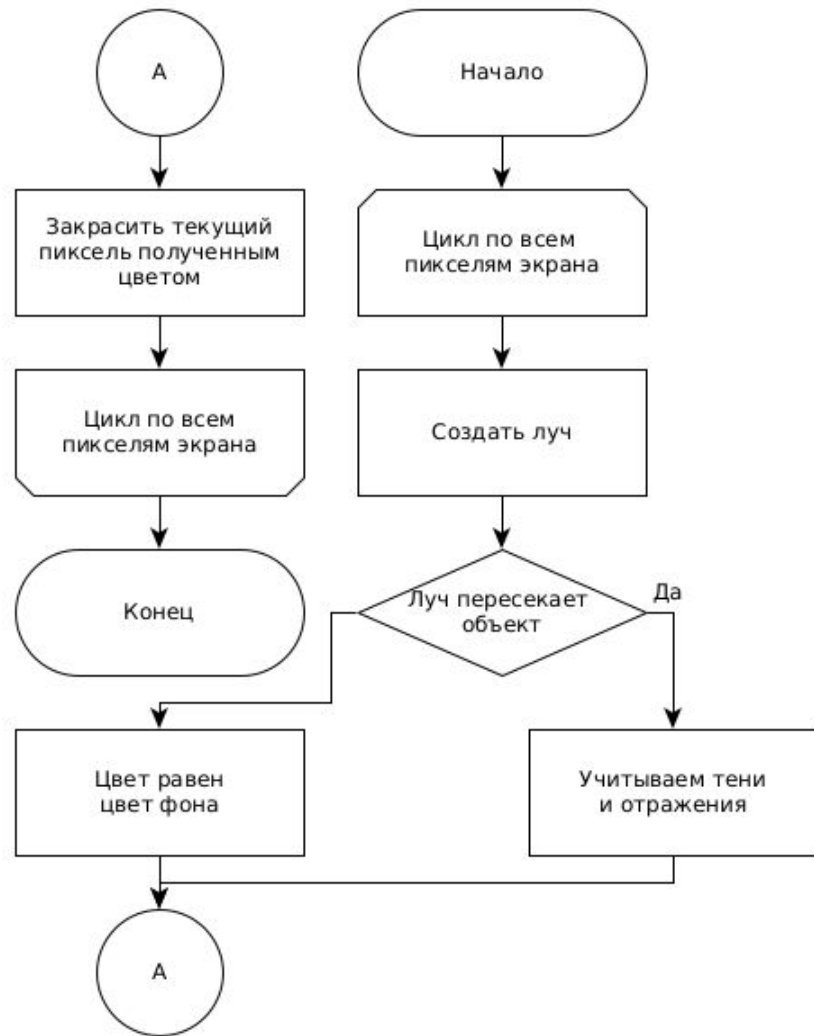 А
Закрасить текущий
пиксель полученным
цветом
Цикл по всем
пикселям экрана
Конец
Начало
Цикл по всем
пикселям экрана
Создать луч
Луч пересекает
объект
Да
Цвет равен
цвет фона
Учитываем тени
и отражения
А